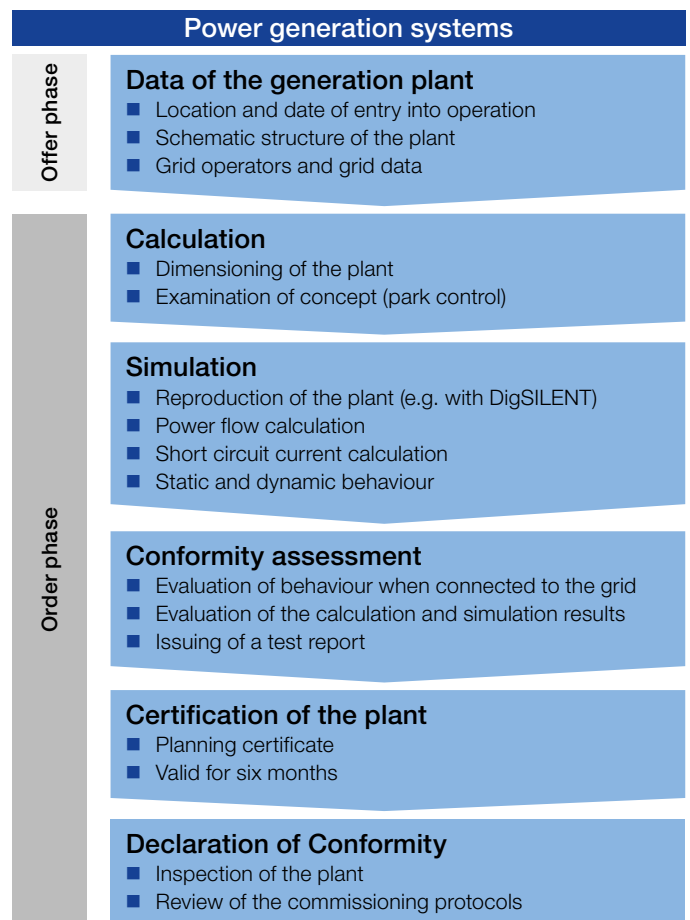 Power generation systems
Offer phase
Data of the generation plant
■ Location and date of entry into operation
■ Schematic structure of the plant
■ Grid operators and grid data
Order phase
Calculation
■ Dimensioning of the plant
■ Examination of concept (park control)
Simulation
■ Reproduction of the plant (e.g. with DigSILENT)
■ Power flow calculation
■ Short circuit current calculation
■ Static and dynamic behaviour
Conformity assessment
■ Evaluation of behaviour when connected to the grid
■ Evaluation of the calculation and simulation results
■ Issuing of a test report
Certification of the plant
■ Planning certificate
■ Valid for six months
Declaration of Conformity
■ Inspection of the plant
■ Review of the commissioning protocols